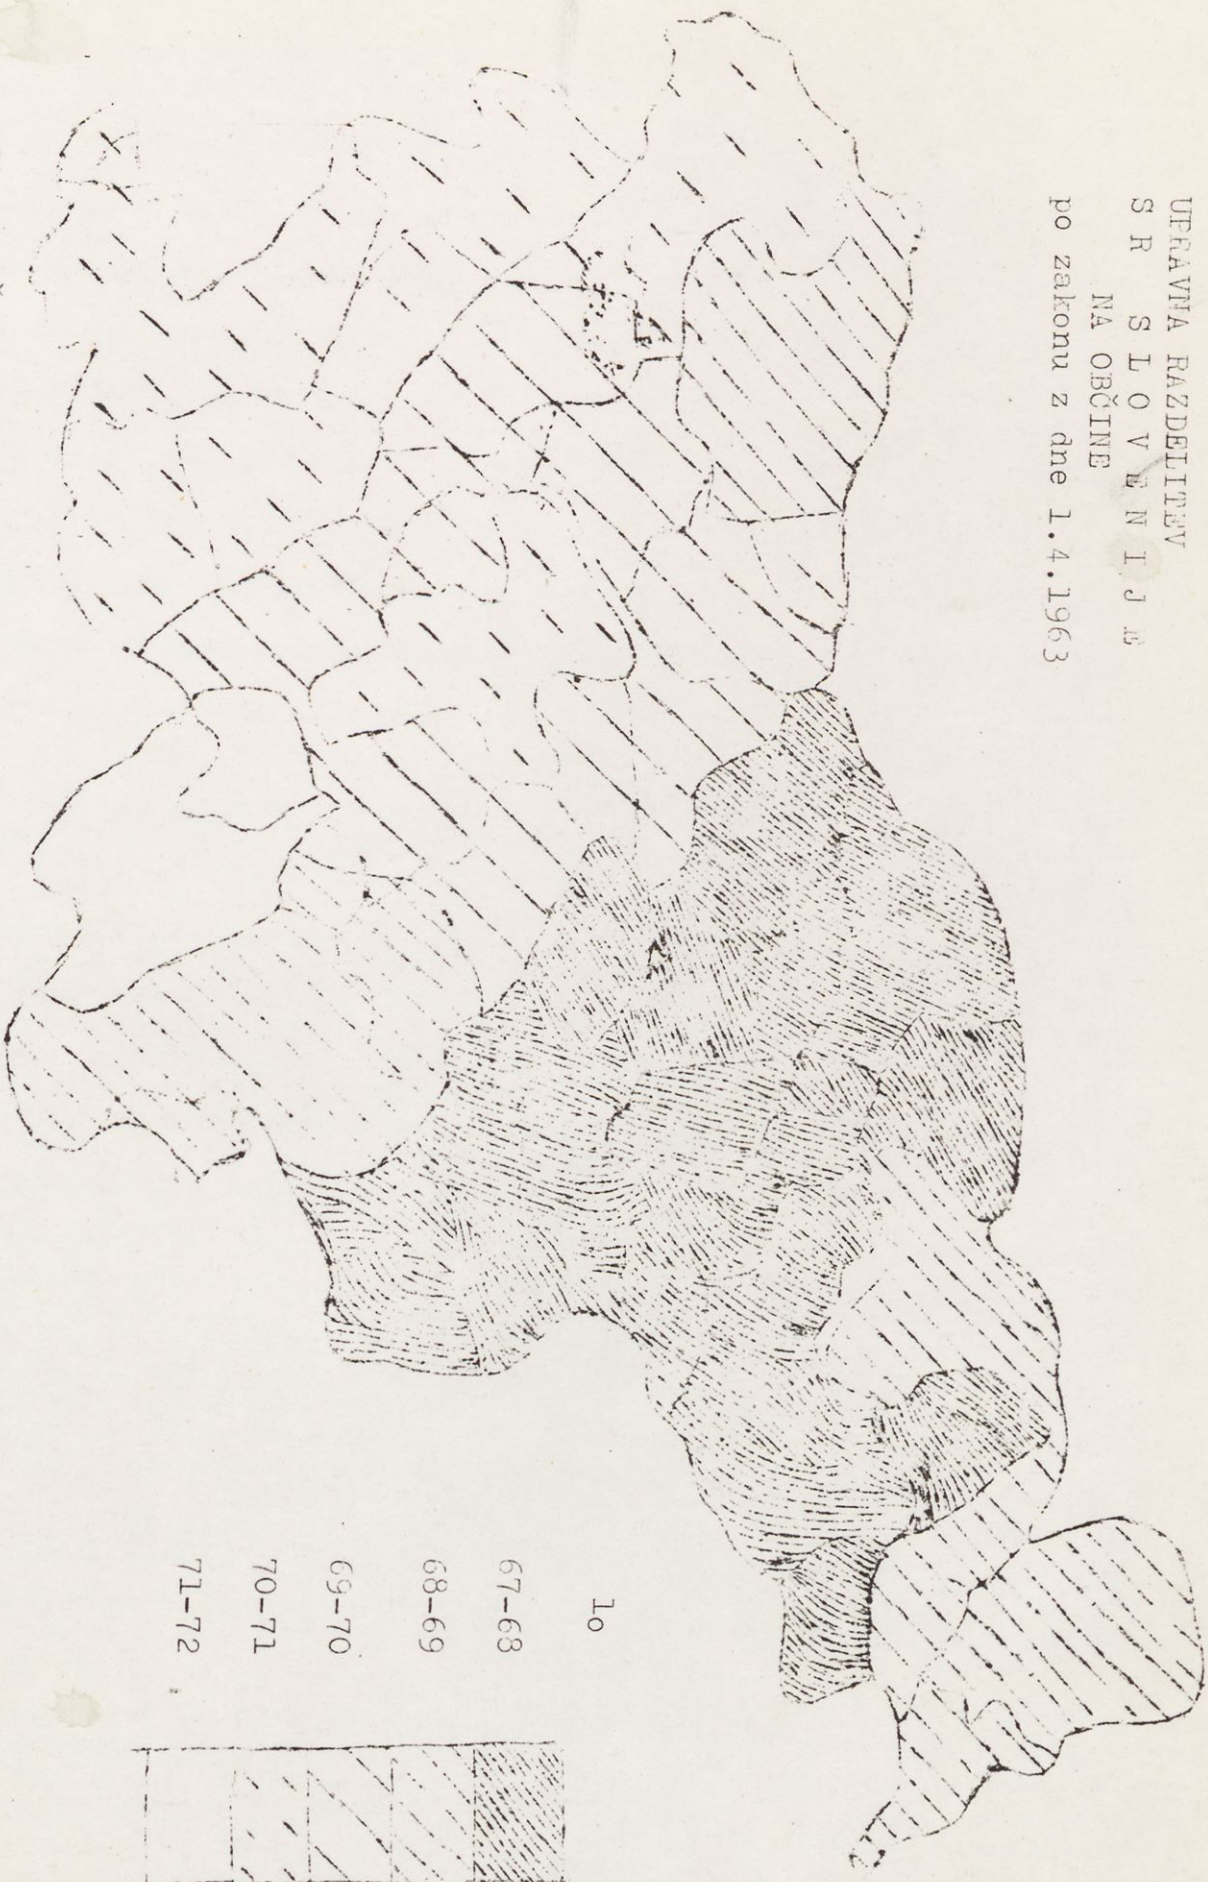 UPRAVNA RAZDELITEV
S R S L O V E N I J E
NA OBČINE
po zakonu z dne 1.4.1963
lo
67-68
68-69
69-70
70-71
71-72